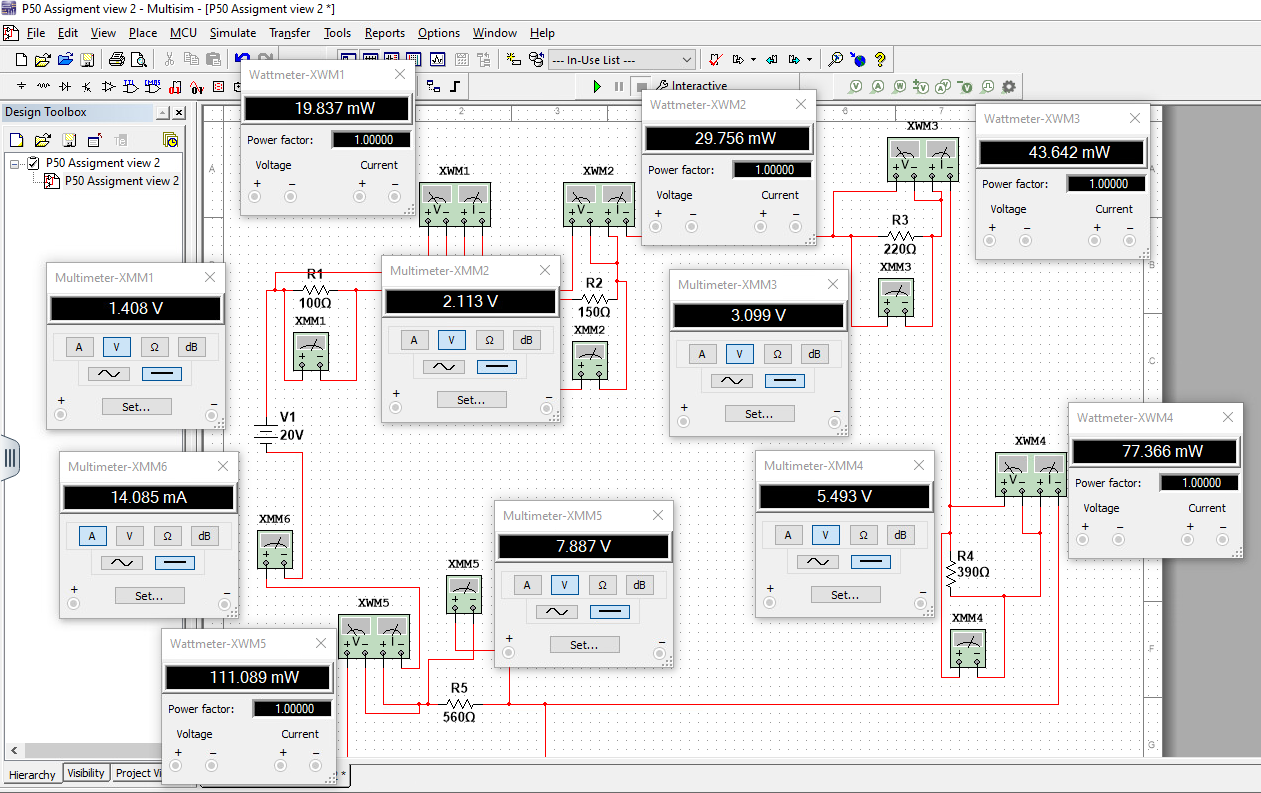 P50 Assigment view 2 - Multisim - [P50 Assigment view 2 *]
File Edit View Place MCU Simulate Transfer Tools Reports Options Window Help
--- In-Use List ---
Interactive
Design Toolbox
P50 Assigment view 2
P50 Assigment view 2
Hierarchy Visibility Project Vi
2 3 6 7
A
B
C
F
G
Wattmeter-XWM1
19.837 mW
Power factor: 1.00000
Voltage Current
+ − + −
Wattmeter-XWM2
29.756 mW
Power factor: 1.00000
Voltage Current
+ − + −
Wattmeter-XWM3
43.642 mW
Power factor: 1.00000
Voltage Current
+ − + −
XWM1
XWM2
XWM3
R3
220Ω
XMM3
Multimeter-XMM1
1.408 V
A V Ω dB
Set...
+ −
R1
100Ω
XMM1
Multimeter-XMM2
2.113 V
A V Ω dB
Set...
+ −
R2
150Ω
XMM2
Multimeter-XMM3
3.099 V
A V Ω dB
Set...
+ −
V1
20V
Multimeter-XMM6
14.085 mA
A V Ω dB
Set...
+ −
XMM6
Multimeter-XMM4
5.493 V
A V Ω dB
Set...
+ −
XWM4
Wattmeter-XWM4
77.366 mW
Power factor: 1.00000
Voltage Current
+ − + −
Multimeter-XMM5
7.887 V
A V Ω dB
Set...
+ −
XMM5
R4
390Ω
XMM4
XWM5
Wattmeter-XWM5
111.089 mW
Power factor: 1.00000
Voltage Current
+ − + −
R5
560Ω